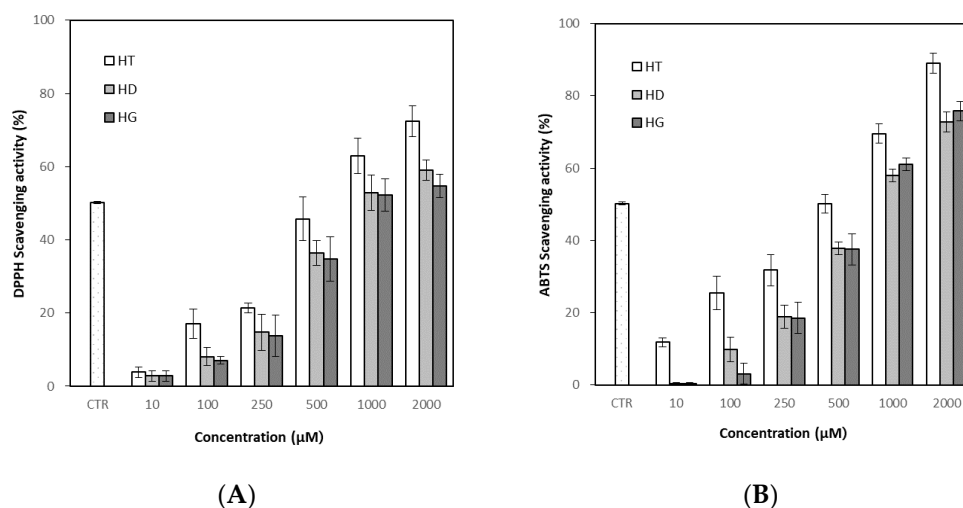 100
80
60
40
20
0
DPPH Scavenging activity (%)
HT
HD
HG
CTR 10 100 250 500 1000 2000
Concentration (µM)
(A)
100
80
60
40
20
0
ABTS Scavenging activity (%)
HT
HD
HG
CTR 10 100 250 500 1000 2000
Concentration (µM)
(B)